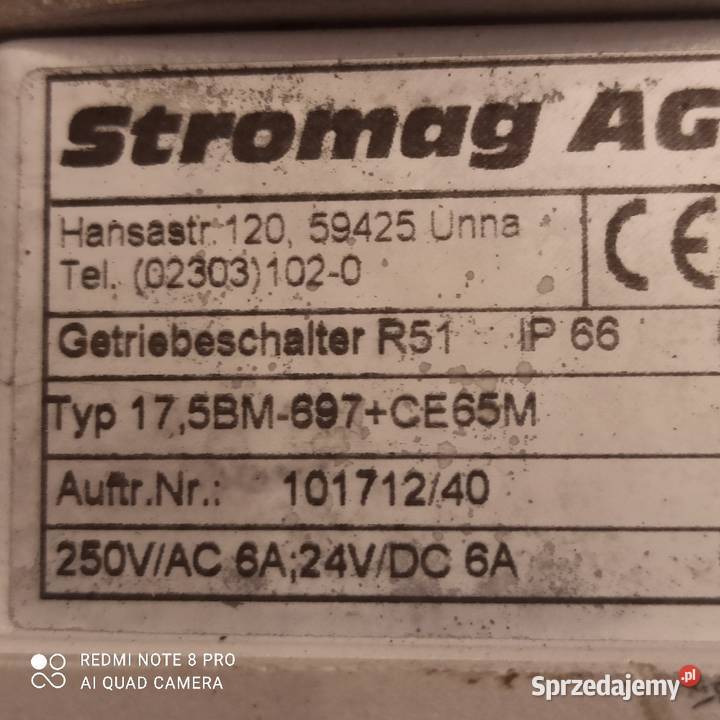 Stromag AG
Hansastr.120, 59425 Unna
Tel. (02303)102-0
CE
Getriebeschalter R51 IP 66
Typ 17,5BM-697+CE65M
Auftr.Nr.: 101712/40
250V/AC 6A;24V/DC 6A
REDMI NOTE 8 PRO
AI QUAD CAMERA
Sprzedajemy.pl